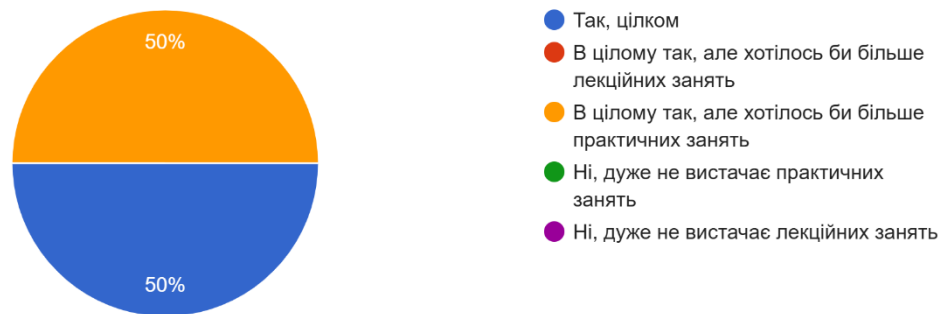 50%
50%
Так, цілком
В цілому так, але хотілось би більше
лекційних занять
В цілому так, але хотілось би більше
практичних занять
Ні, дуже не вистачає практичних
занять
Ні, дуже не вистачає лекційних занять